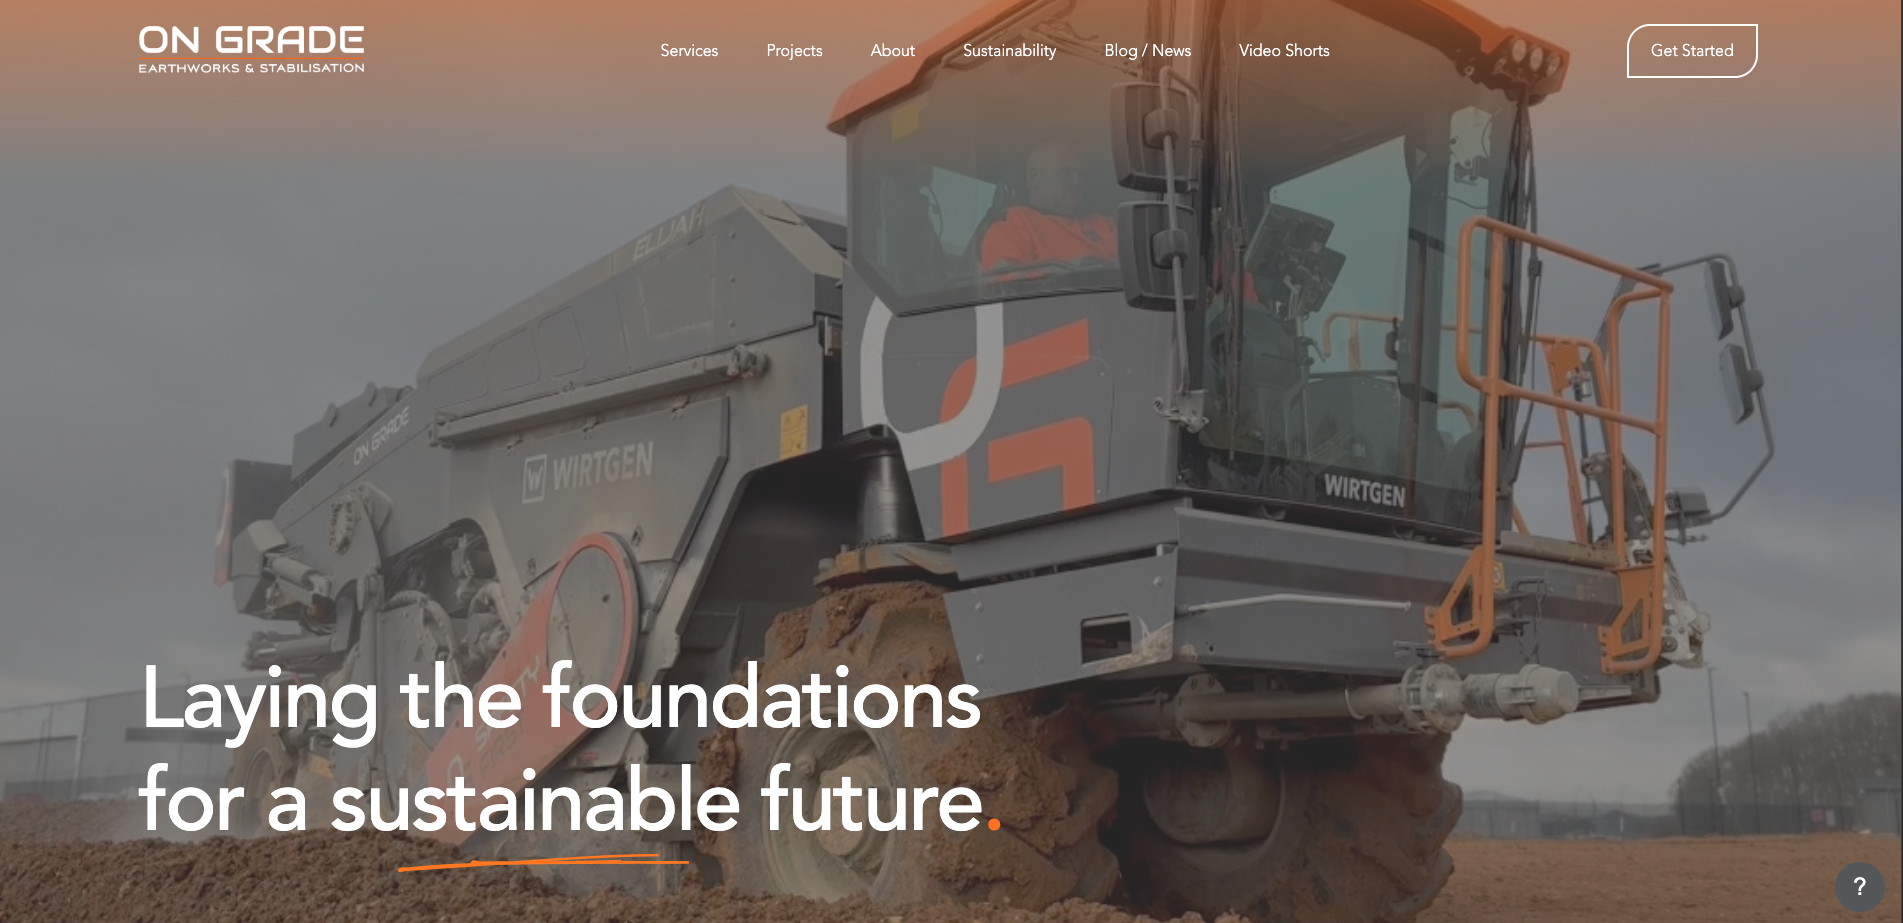 ON GRADE
EARTHWORKS & STABILISATION
Services
Projects
About
Sustainability
Blog / News
Video Shorts
Get Started
ELIJAH
ON GRADE
WIRTGEN
WIRTGEN
Laying the foundations
for a sustainable future.
?